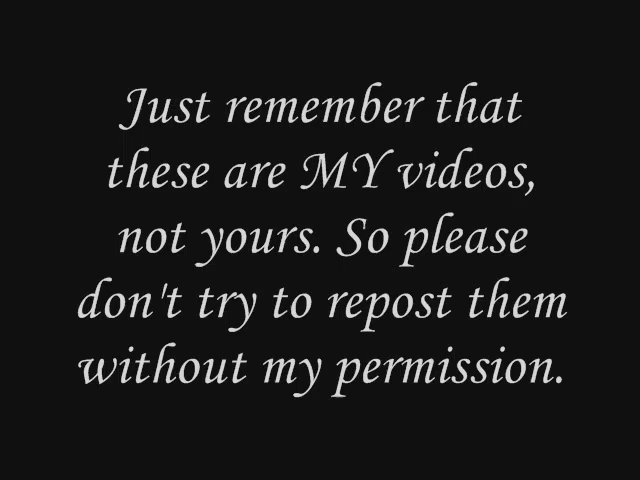 Just remember that
these are MY videos,
not yours. So please
don't try to repost them
without my permission.